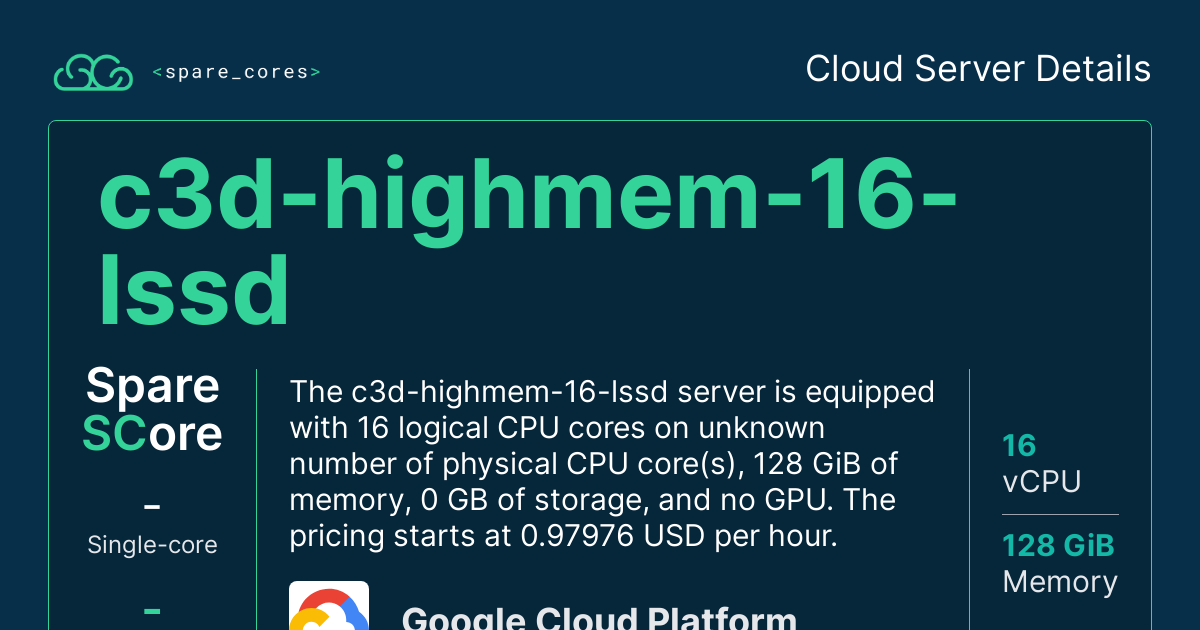 <spare_cores>
Cloud Server Details
c3d-highmem-16-
lssd
Spare
SCore
-
Single-core
-
The c3d-highmem-16-lssd server is equipped
with 16 logical CPU cores on unknown
number of physical CPU core(s), 128 GiB of
memory, 0 GB of storage, and no GPU. The
pricing starts at 0.97976 USD per hour.
Google Cloud Platform
16
vCPU
128 GiB
Memory